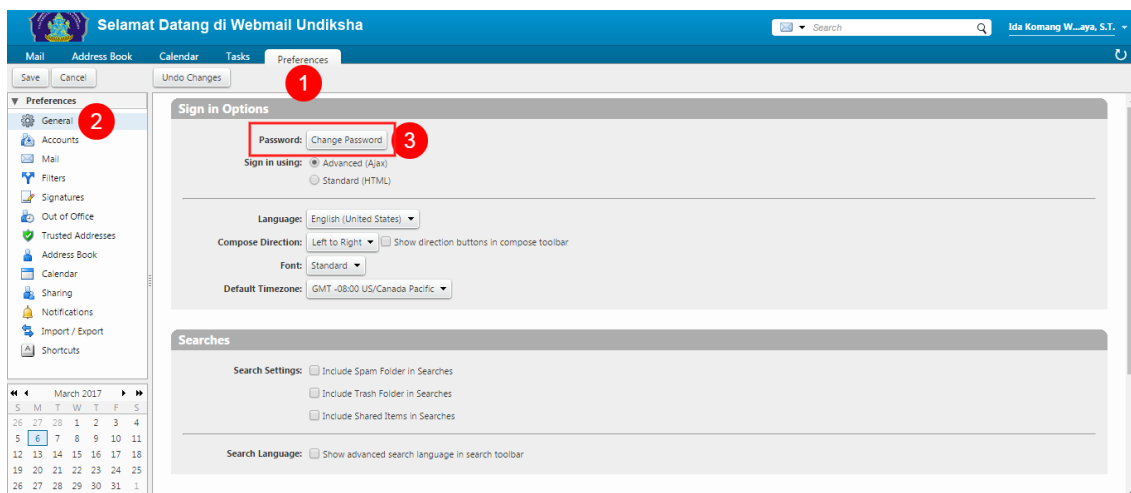 Selamat Datang di Webmail Undiksha
Search
Ida Komang W...aya, S.T.
Mail Address Book Calendar Tasks Preferences
Save Cancel Undo Changes
1
Preferences
General 2
Accounts
Mail
Filters
Signatures
Out of Office
Trusted Addresses
Address Book
Calendar
Sharing
Notifications
Import / Export
Shortcuts
March 2017
S M T W T F S
26 27 28 1 2 3 4
5 6 7 8 9 10 11
12 13 14 15 16 17 18
19 20 21 22 23 24 25
26 27 28 29 30 31 1
Sign in Options
Password: Change Password 3
Sign in using: Advanced (Ajax)
Standard (HTML)
Language: English (United States)
Compose Direction: Left to Right Show direction buttons in compose toolbar
Font: Standard
Default Timezone: GMT -08:00 US/Canada Pacific
Searches
Search Settings: Include Spam Folder in Searches
Include Trash Folder in Searches
Include Shared Items in Searches
Search Language: Show advanced search language in search toolbar